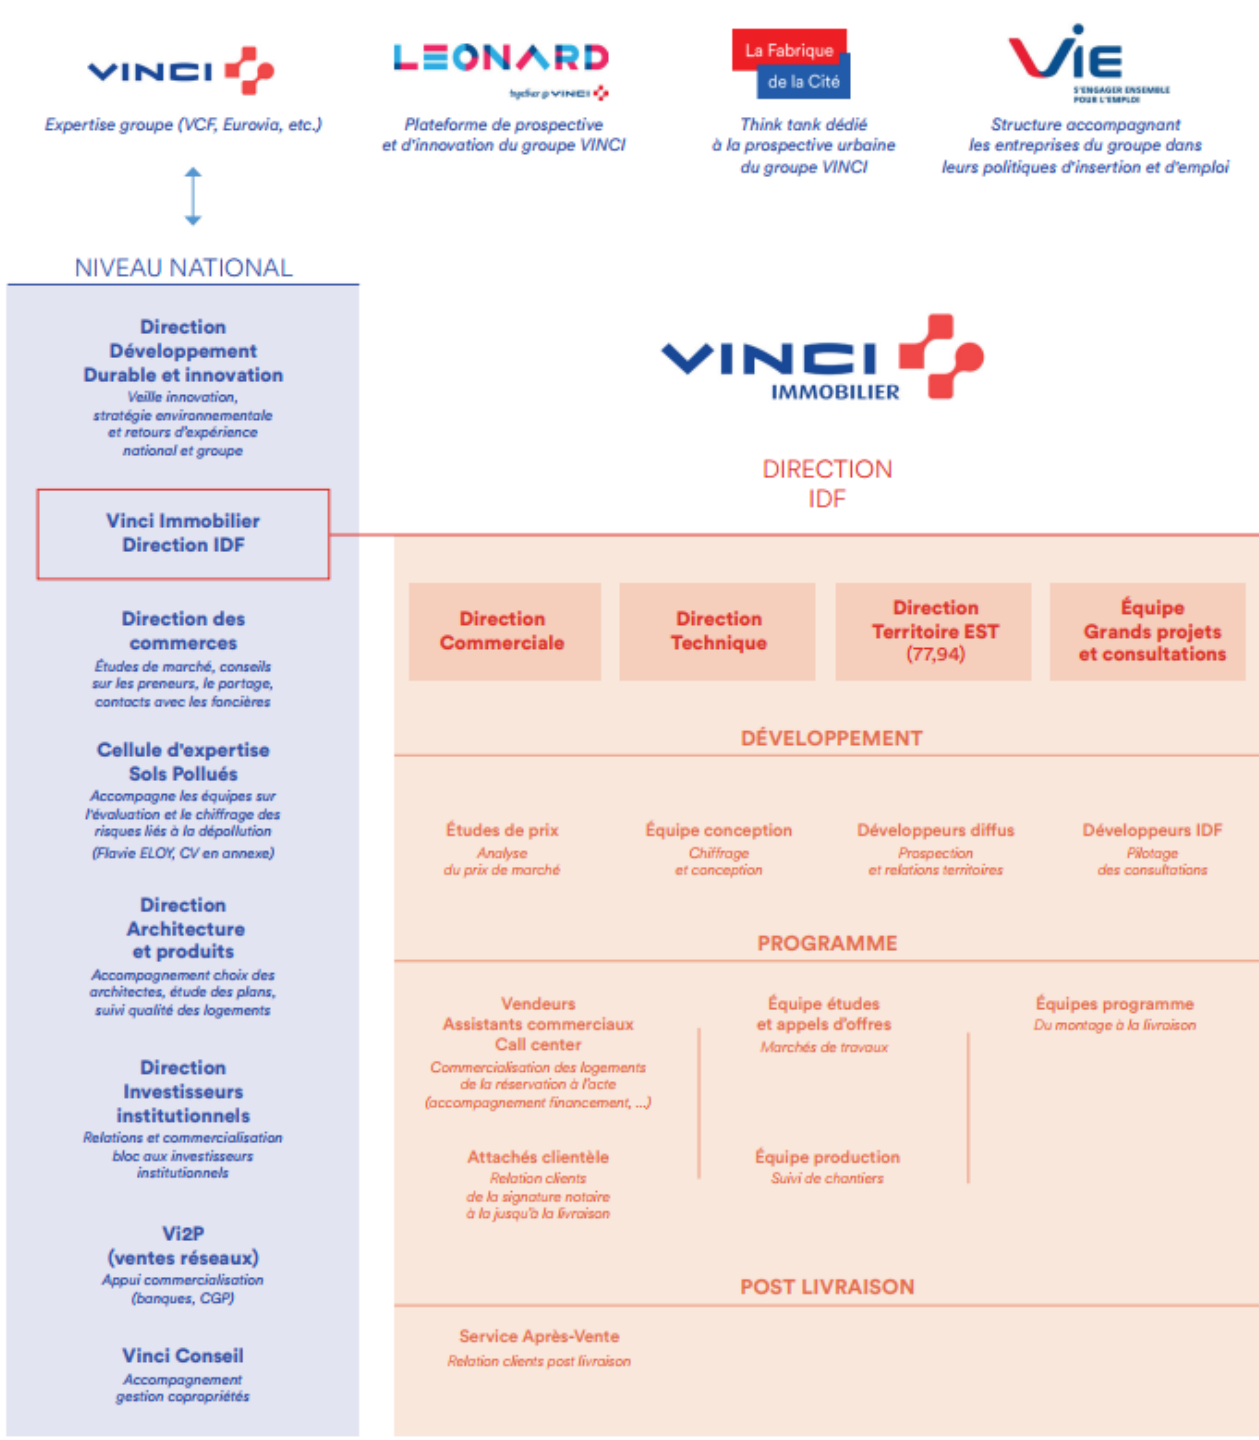 VINCI
Expertise groupe (VCF, Eurovia, etc.)
LEONARD
together @ VINCI
Plateforme de prospective
et d'innovation du groupe VINCI
La Fabrique
de la Cité
Think tank dédié
à la prospective urbaine
du groupe VINCI
ViE
S'ENGAGER ENSEMBLE
POUR L'EMPLOI
Structure accompagnant
les entreprises du groupe dans
leurs politiques d'insertion et d'emploi
NIVEAU NATIONAL
Direction
Développement
Durable et innovation
Veille innovation,
stratégie environnementale
et retours d'expérience
national et groupe
Vinci Immobilier
Direction IDF
Direction des
commerces
Études de marché, conseils
sur les preneurs, le portage,
contacts avec les foncières
Cellule d'expertise
Sols Pollués
Accompagne les équipes sur
l'évaluation et le chiffrage des
risques liés à la dépollution
(Flavie ELOY, CV en annexe)
Direction
Architecture
et produits
Accompagnement choix des
architectes, étude des plans,
suivi qualité des logements
Direction
Investisseurs
institutionnels
Relations et commercialisation
bloc aux investisseurs
institutionnels
Vi2P
(ventes réseaux)
Appui commercialisation
(banques, CGP)
Vinci Conseil
Accompagnement
gestion copropriétés
VINCI
IMMOBILIER
DIRECTION
IDF
Direction
Commerciale
Direction
Technique
Direction
Territoire EST
(77,94)
Équipe
Grands projets
et consultations
DÉVELOPPEMENT
Études de prix
Analyse
du prix de marché
Équipe conception
Chiffrage
et conception
Développeurs diffus
Prospection
et relations territoires
Développeurs IDF
Pilotage
des consultations
PROGRAMME
Vendeurs
Assistants commerciaux
Call center
Commercialisation des logements
de la réservation à l'acte
(accompagnement financement, ...)
Attachés clientèle
Relation clients
de la signature notaire
à la jusqu'à la livraison
Équipe études
et appels d'offres
Marchés de travaux
Équipe production
Suivi de chantiers
Équipes programme
Du montage à la livraison
POST LIVRAISON
Service Après-Vente
Relation clients post livraison